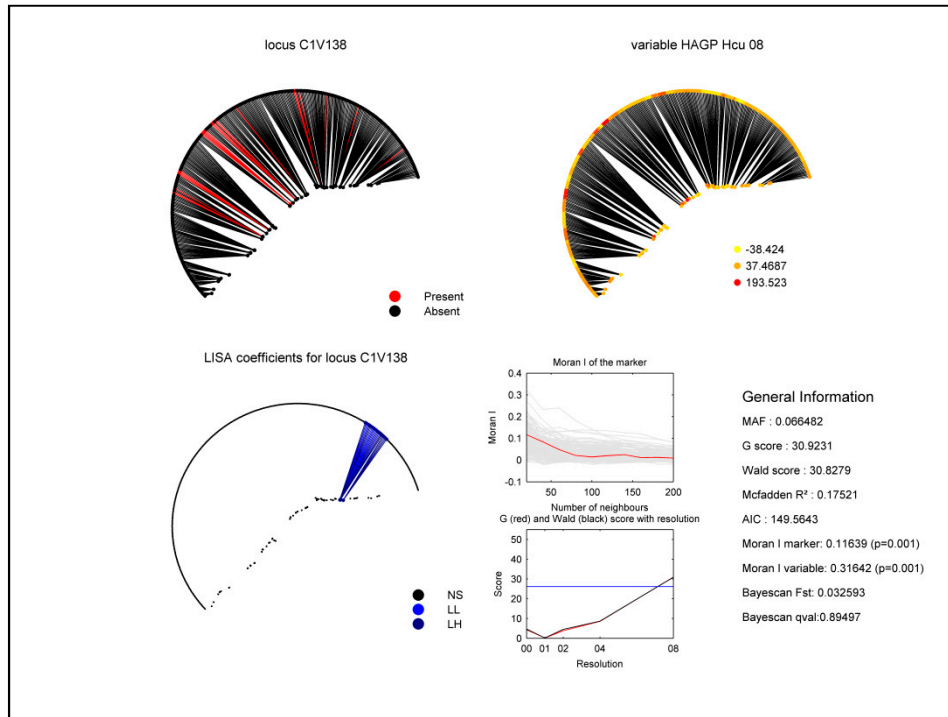 locus C1V138
variable HAGP Hcu 08
-38.424
37.4687
193.523
Present
Absent
LISA coefficients for locus C1V138
NS
LL
LH
Moran I of the marker
0.4
0.3
0.2
0.1
0
-0.1
Moran I
50
100
150
200
Number of neighbours
G (red) and Wald (black) score with resolution
50
40
30
20
10
0
Score
00
01
02
04
08
Resolution
General Information
MAF : 0.066482
G score : 30.9231
Wald score : 30.8279
Mcfadden R² : 0.17521
AIC : 149.5643
Moran I marker: 0.11639 (p=0.001)
Moran I variable: 0.31642 (p=0.001)
Bayescan Fst: 0.032593
Bayescan qval:0.89497